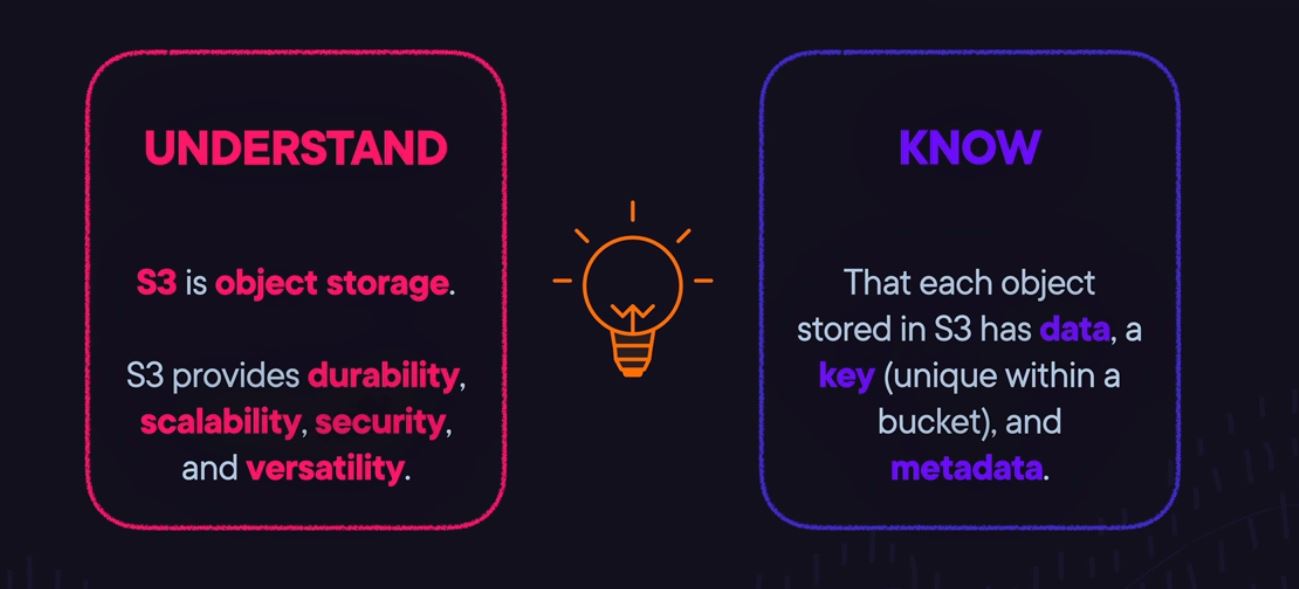 UNDERSTAND
S3 is object storage.
S3 provides durability,
scalability, security,
and versatility.
KNOW
That each object
stored in S3 has data, a
key (unique within a
bucket), and
metadata.